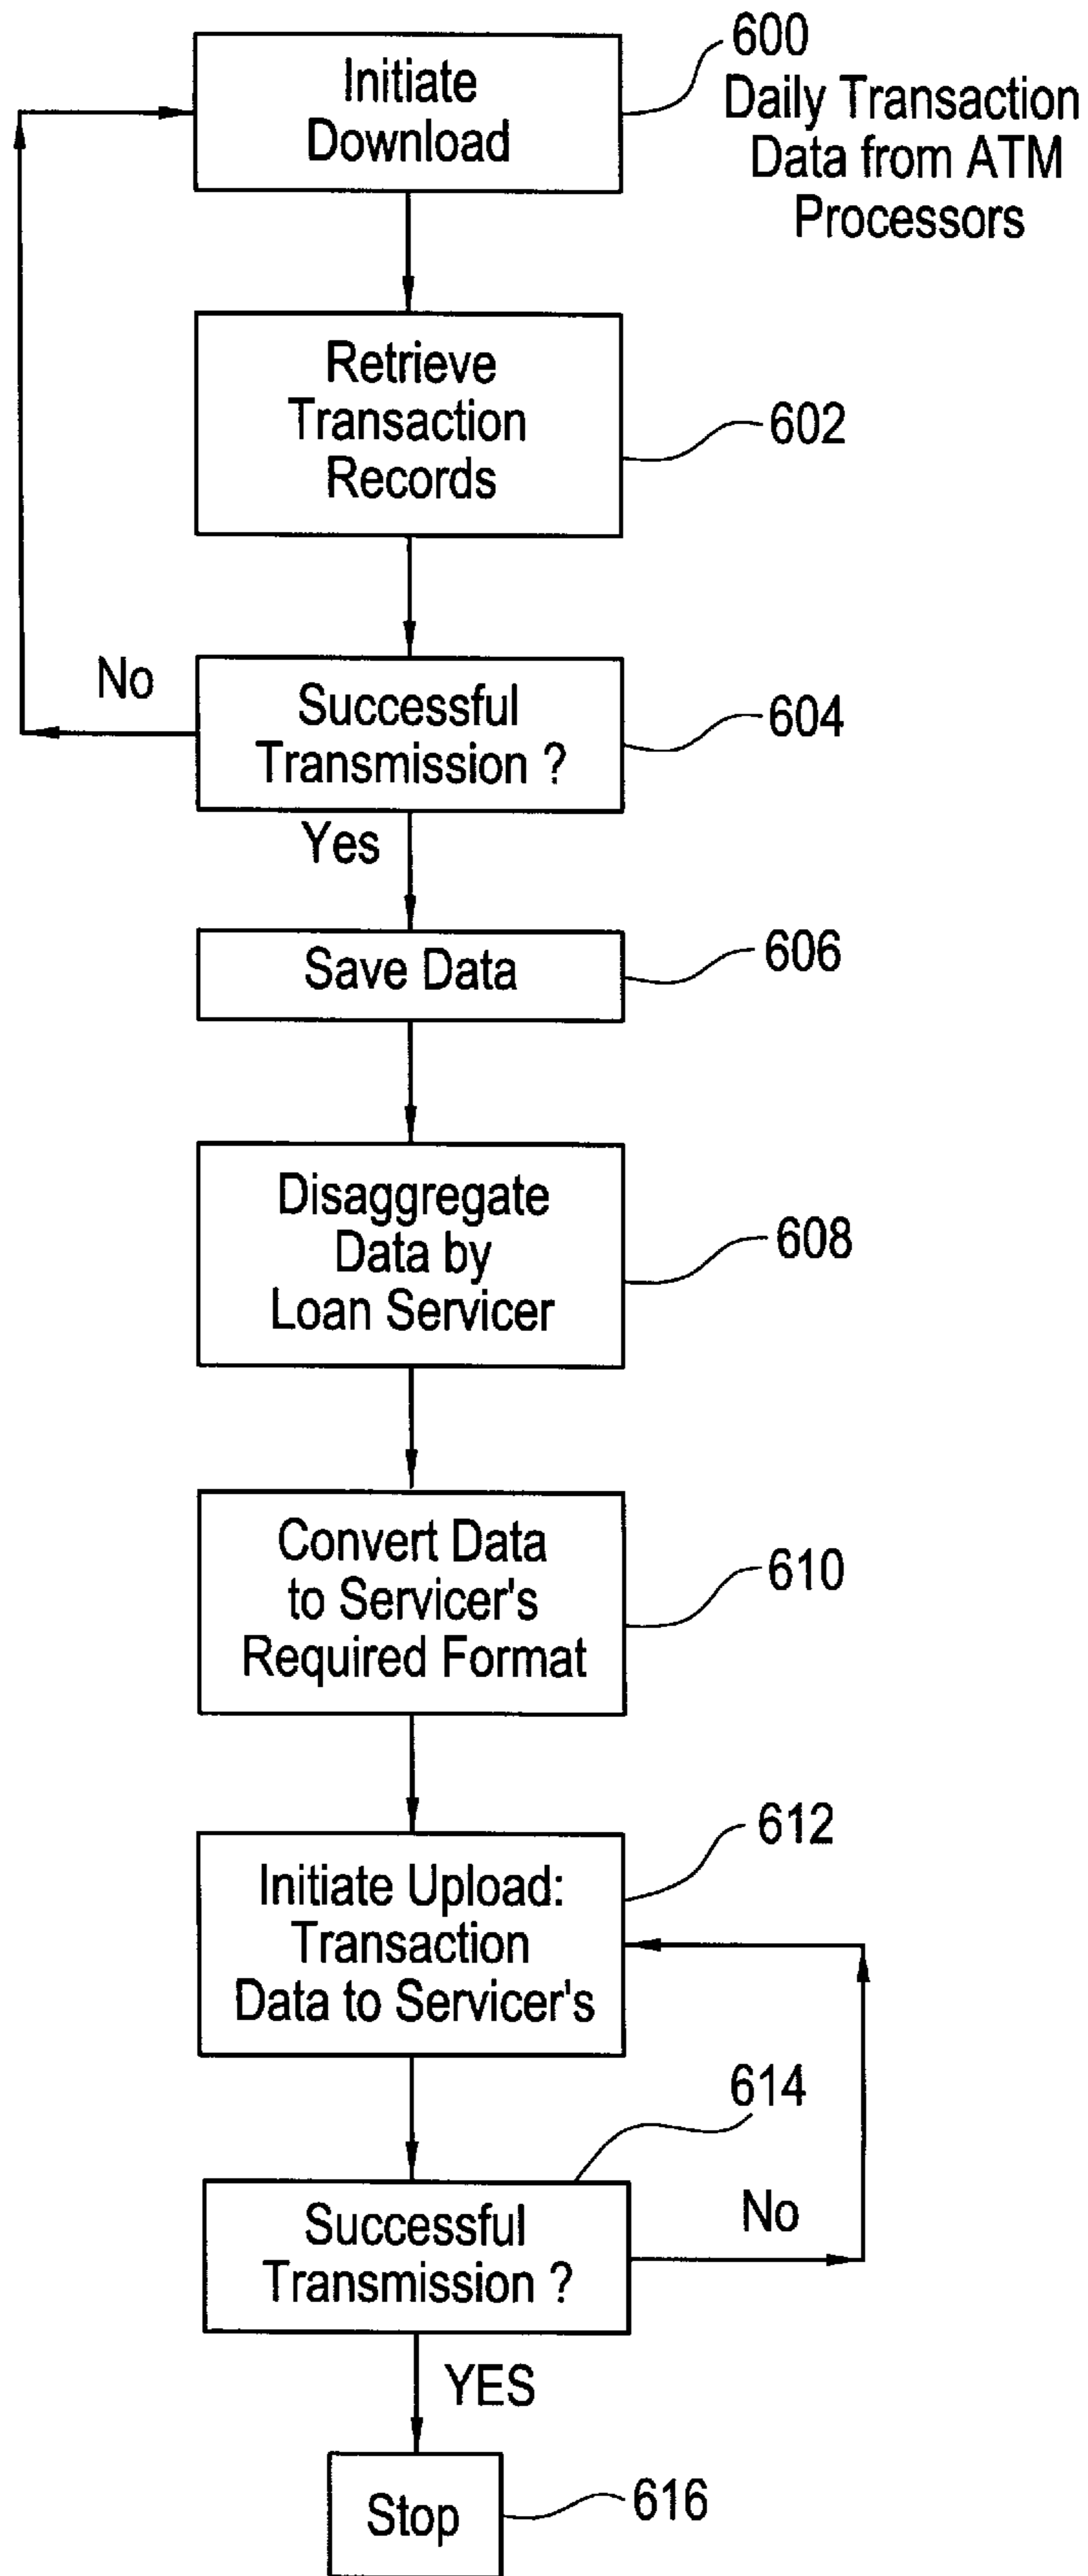 Initiate
Download
600
Daily Transaction
Data from ATM
Processors
Retrieve
Transaction
Records
602
No
Successful
Transmission ?
604
Yes
Save Data
606
Disaggregate
Data by
Loan Servicer
608
Convert Data
to Servicer's
Required Format
610
612
Initiate Upload:
Transaction
Data to Servicer's
614
Successful
Transmission ?
No
YES
Stop
616